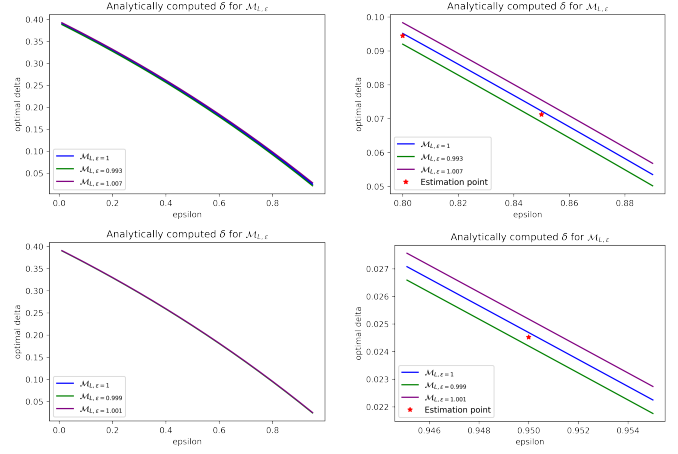 Analytically computed δ for ℳ_{L,ε}
optimal delta
0.40
0.35
0.30
0.25
0.20
0.15
0.10
0.05
ℳ_{L,ε=1}
ℳ_{L,ε=0.993}
ℳ_{L,ε=1.007}
0.0 0.2 0.4 0.6 0.8
epsilon
Analytically computed δ for ℳ_{L,ε}
optimal delta
0.10
0.09
0.08
0.07
0.06
0.05
ℳ_{L,ε=1}
ℳ_{L,ε=0.993}
ℳ_{L,ε=1.007}
Estimation point
0.80 0.82 0.84 0.86 0.88
epsilon
Analytically computed δ for ℳ_{L,ε}
optimal delta
0.40
0.35
0.30
0.25
0.20
0.15
0.10
0.05
ℳ_{L,ε=1}
ℳ_{L,ε=0.999}
ℳ_{L,ε=1.001}
0.0 0.2 0.4 0.6 0.8
epsilon
Analytically computed δ for ℳ_{L,ε}
optimal delta
0.027
0.026
0.025
0.024
0.023
0.022
ℳ_{L,ε=1}
ℳ_{L,ε=0.999}
ℳ_{L,ε=1.001}
Estimation point
0.946 0.948 0.950 0.952 0.954
epsilon